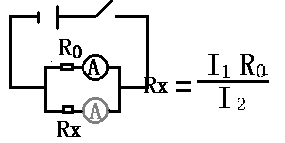 R₀ A
Rx = I₁ R₀ / I₂
A
Rx